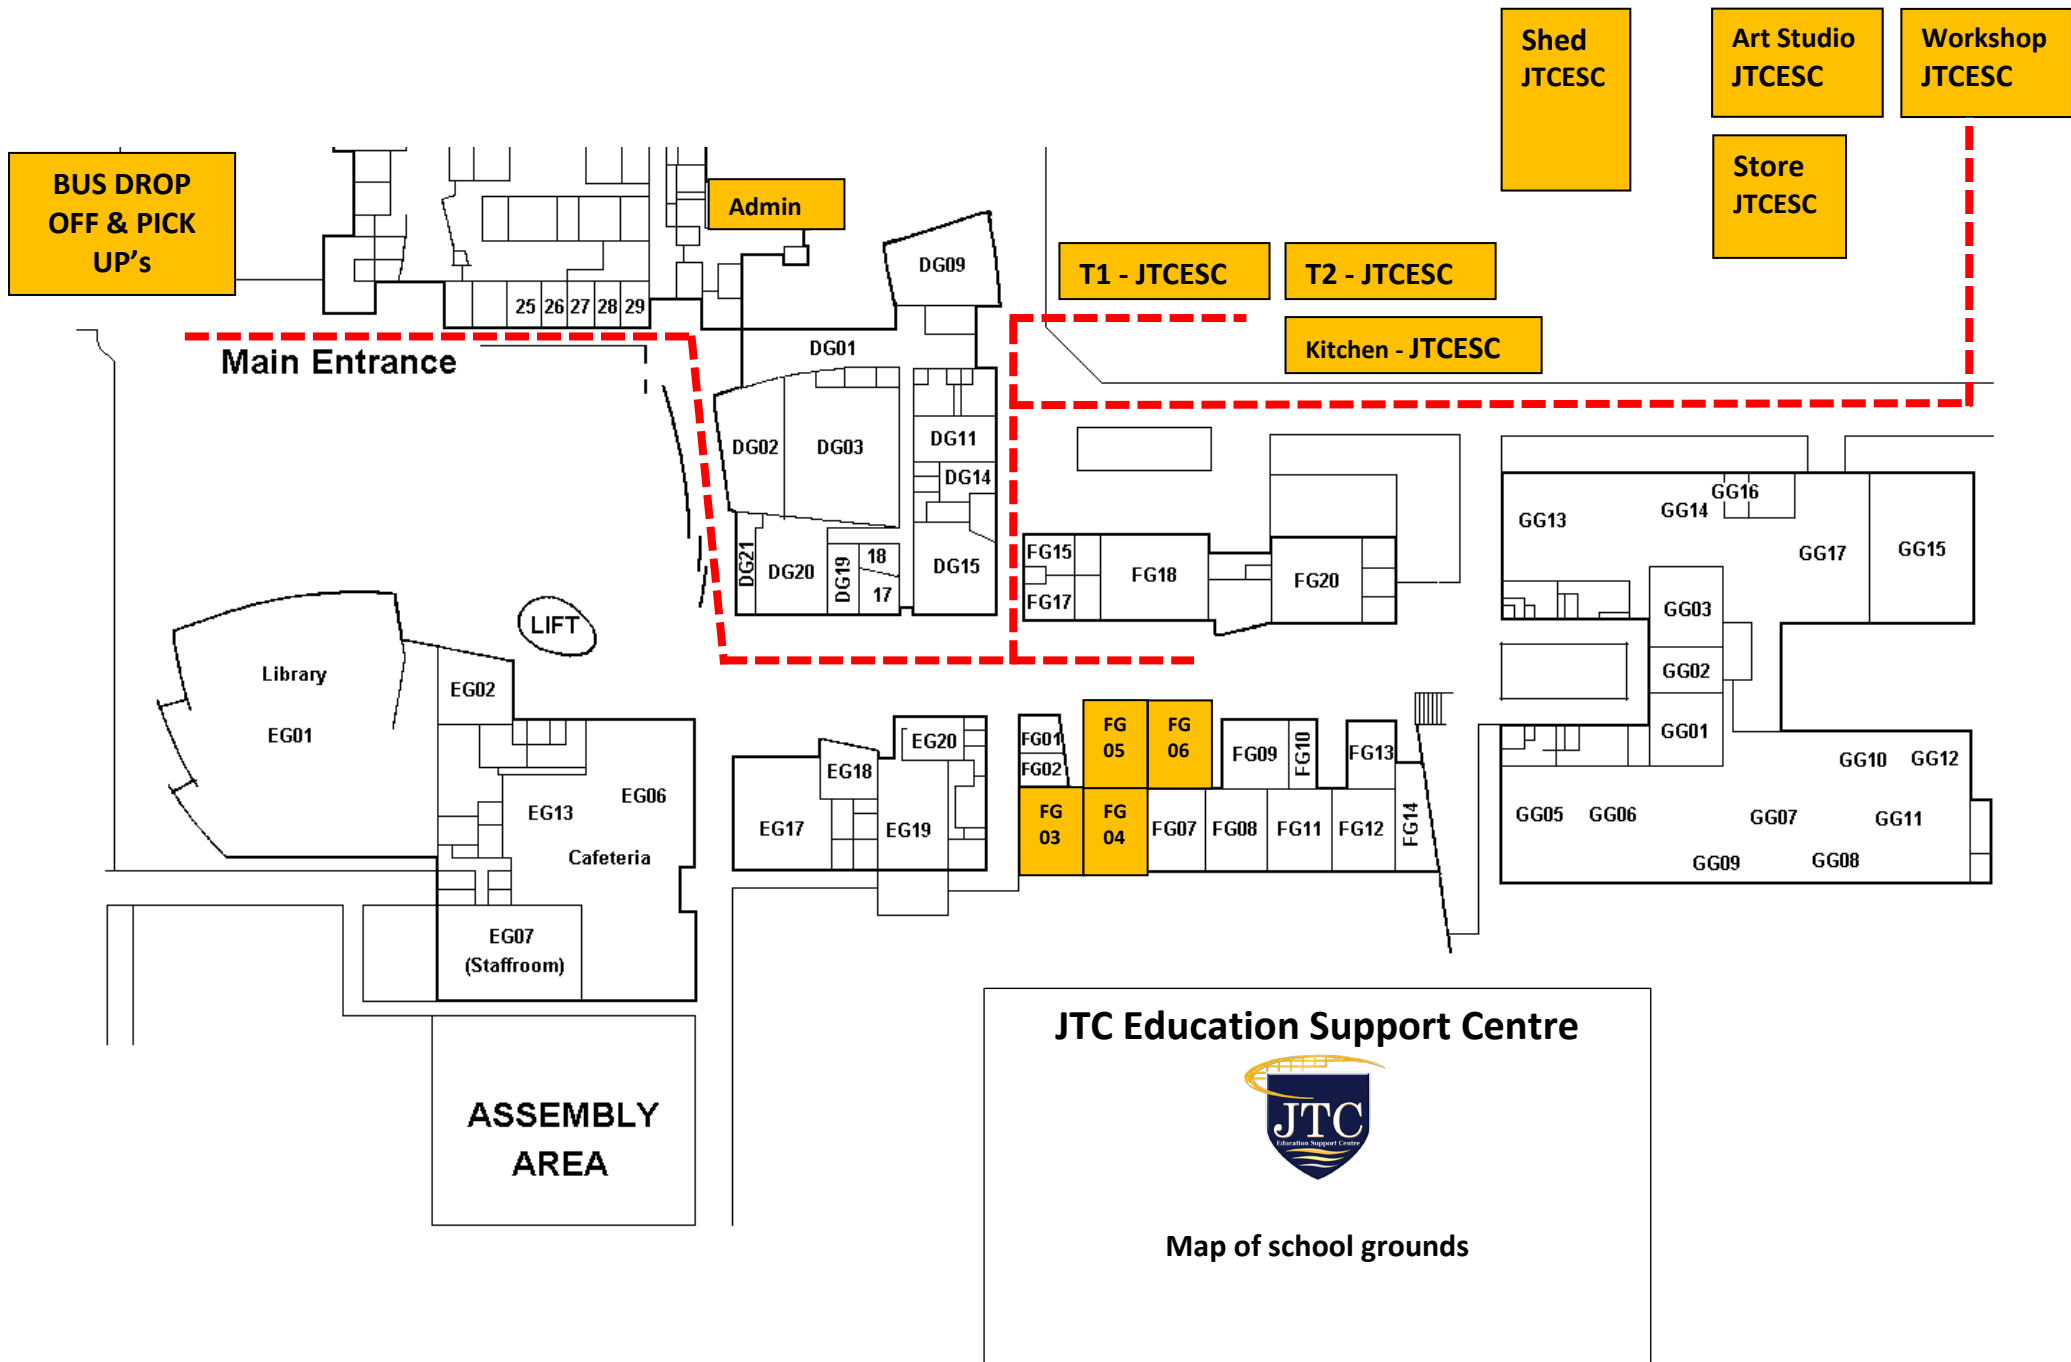 Shed
JTCESC
Art Studio
JTCESC
Workshop
JTCESC
BUS DROP
OFF & PICK
UP’s
Store
JTCESC
Admin
DG09
T1 - JTCESC
T2 - JTCESC
25
26
27
28
29
Main Entrance
DG01
Kitchen - JTCESC
DG02
DG03
DG11
DG14
DG21
DG20
DG19
18
17
DG15
FG15
FG17
FG18
FG20
GG13
GG14
GG16
GG17
GG15
GG03
GG02
GG01
LIFT
Library
EG01
EG02
EG13
EG06
Cafeteria
EG07
(Staffroom)
EG17
EG18
EG19
EG20
FG01
FG02
FG
05
FG
06
FG09
FG10
FG13
FG
03
FG
04
FG07
FG08
FG11
FG12
FG14
GG10
GG12
GG05
GG06
GG07
GG11
GG09
GG08
ASSEMBLY
AREA
JTC Education Support Centre
JTC
Education Support Centre
Map of school grounds